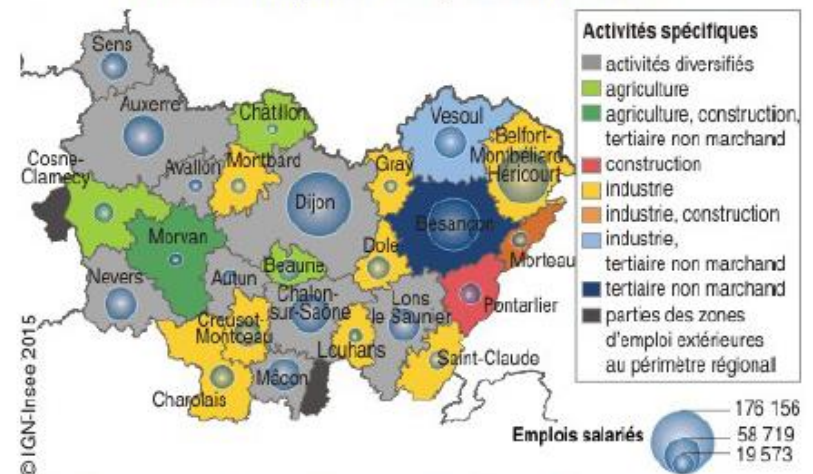 Sens
Auxerre
Châtillon
Vesoul
Belfort-
Montbéliard-
Héricourt
Cosne-
Clamecy
Avallon
Montbard
Gray
Dijon
Besançon
Morvan
Dole
Morteau
Beaune
Nevers
Autun
Chalon-
sur-Saône
Lons
le Saunier
Pontarlier
Creusot-
Montceau
Louhans
Saint-Claude
Mâcon
Charolais
© IGN-Insee 2015
Activités spécifiques
activités diversifiés
agriculture
agriculture, construction,
tertiaire non marchand
construction
industrie
industrie, construction
industrie,
tertiaire non marchand
tertiaire non marchand
parties des zones
d'emploi extérieures
au périmètre régional
Emplois salariés
176 156
58 719
19 573